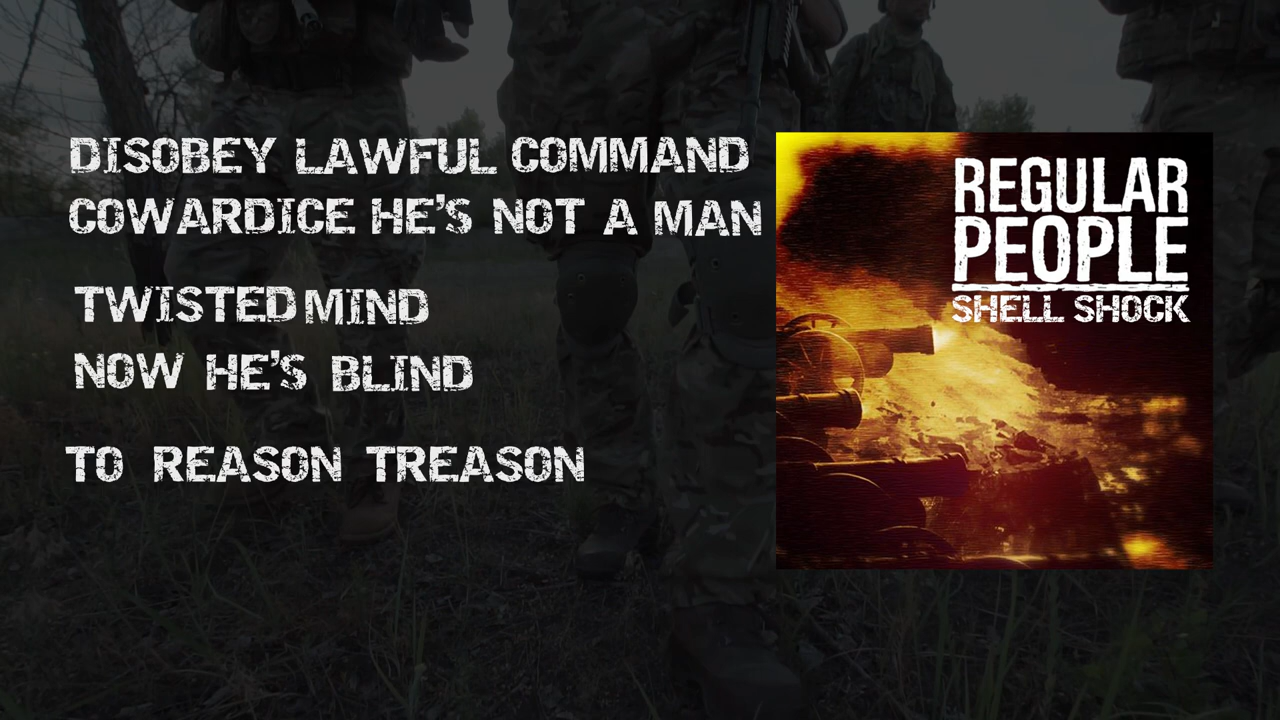 DISOBEY LAWFUL COMMAND
COWARDICE HE'S NOT A MAN
TWISTED MIND
NOW HE'S BLIND
TO REASON TREASON
REGULAR
PEOPLE
SHELL SHOCK